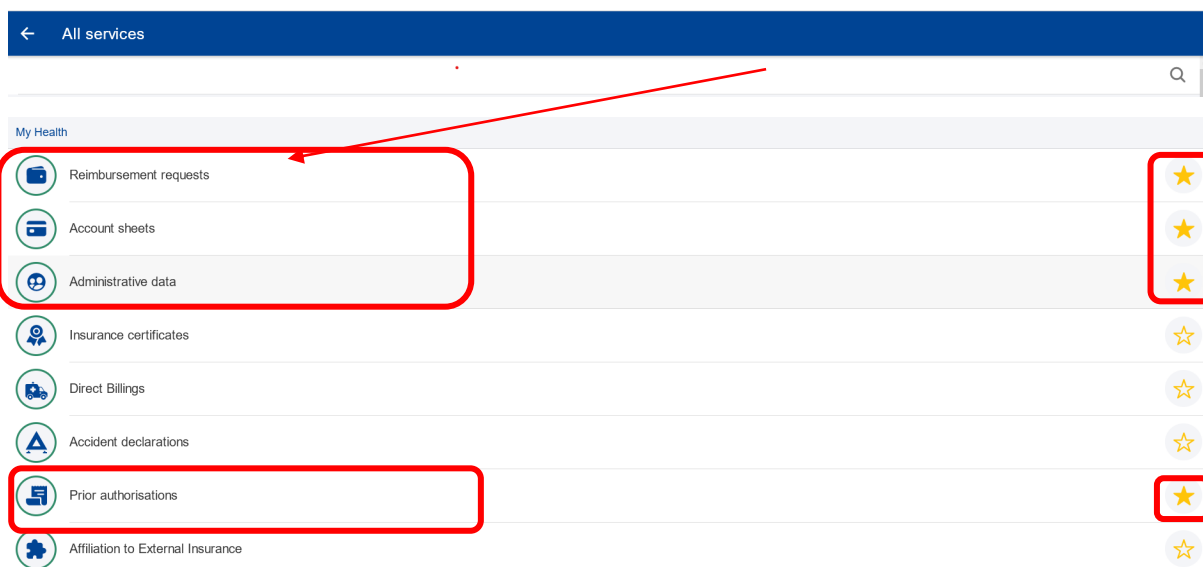 All services
My Health
Reimbursement requests
Account sheets
Administrative data
Insurance certificates
Direct Billings
Accident declarations
Prior authorisations
Affiliation to External Insurance